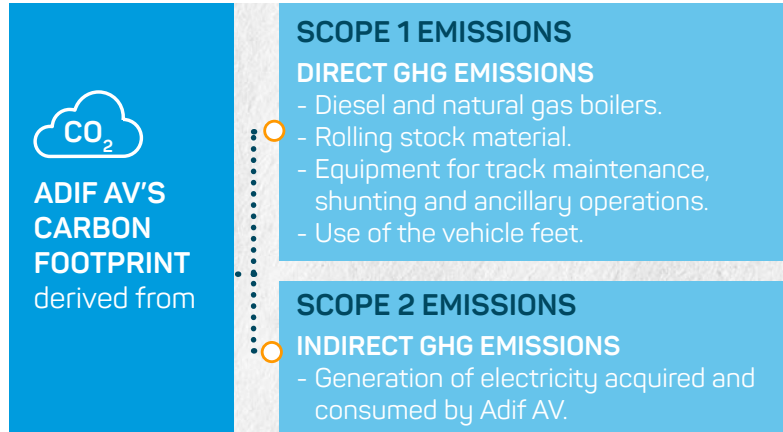 CO2
ADIF AV'S
CARBON
FOOTPRINT
derived from
SCOPE 1 EMISSIONS
DIRECT GHG EMISSIONS
- Diesel and natural gas boilers.
- Rolling stock material.
- Equipment for track maintenance,
shunting and ancillary operations.
- Use of the vehicle feet.
SCOPE 2 EMISSIONS
INDIRECT GHG EMISSIONS
- Generation of electricity acquired and
consumed by Adif AV.